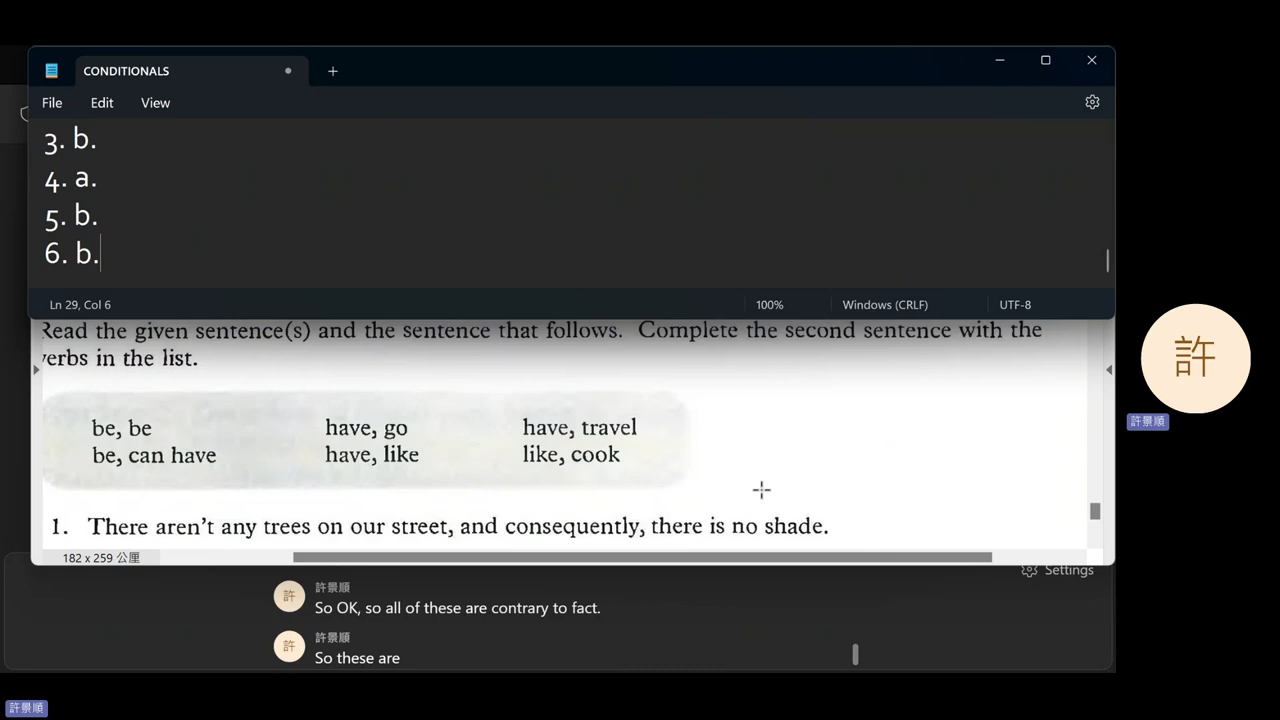 CONDITIONALS
File Edit View
3. b.
4. a.
5. b.
6. b.
Ln 29, Col 6 100% Windows (CRLF) UTF-8
Read the given sentence(s) and the sentence that follows. Complete the second sentence with the
verbs in the list.
be, be have, go have, travel
be, can have have, like like, cook
1. There aren't any trees on our street, and consequently, there is no shade.
182 x 259 公厘
Settings
許 許景順
So OK, so all of these are contrary to fact.
許 許景順
So these are
許
許景順
許景順